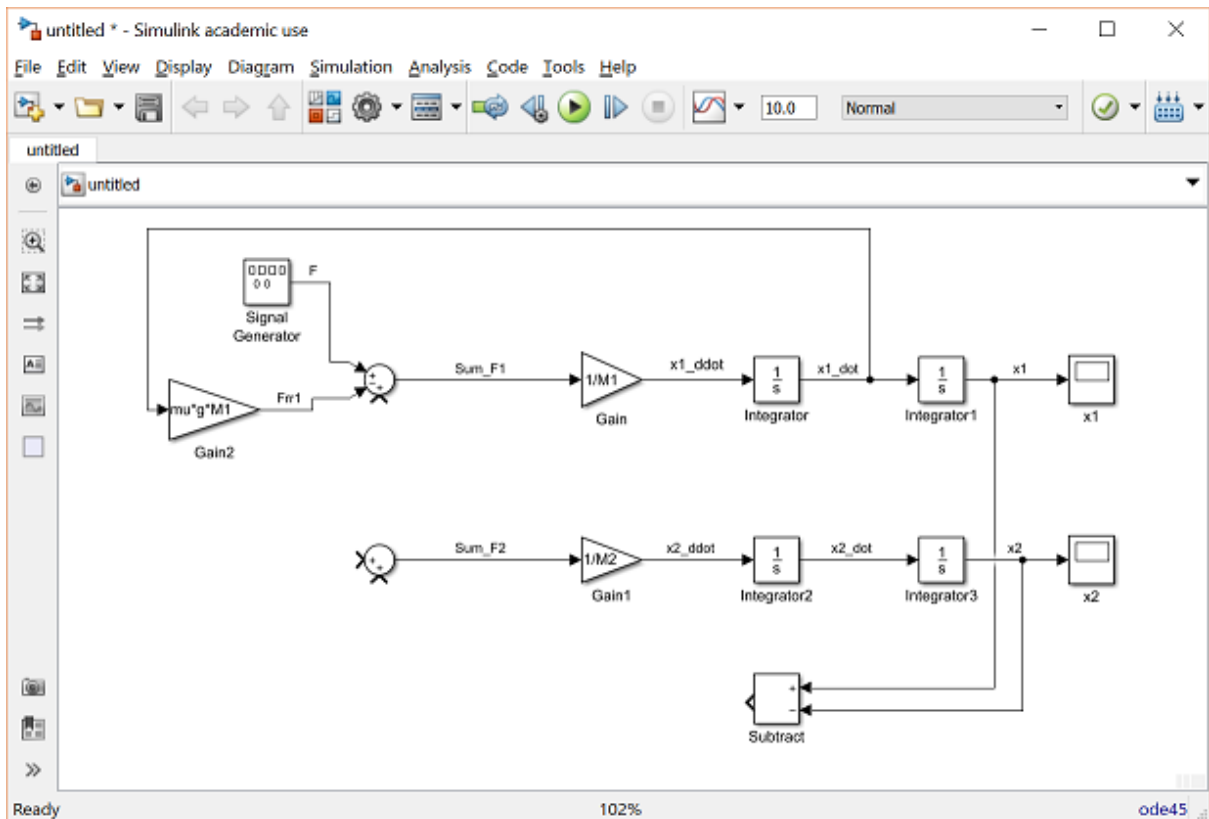 untitled * - Simulink academic use
File Edit View Display Diagram Simulation Analysis Code Tools Help
10.0 Normal
untitled
untitled
F
Signal
Generator
+
-
+
Sum_F1
1/M1
x1_ddot
1
s
x1_dot
1
s
x1
Frr1
mu*g*M1
Gain
Integrator
Integrator1
x1
Gain2
+
+
Sum_F2
1/M2
x2_ddot
1
s
x2_dot
1
s
x2
Gain1
Integrator2
Integrator3
x2
+
-
Subtract
Ready 102% ode45